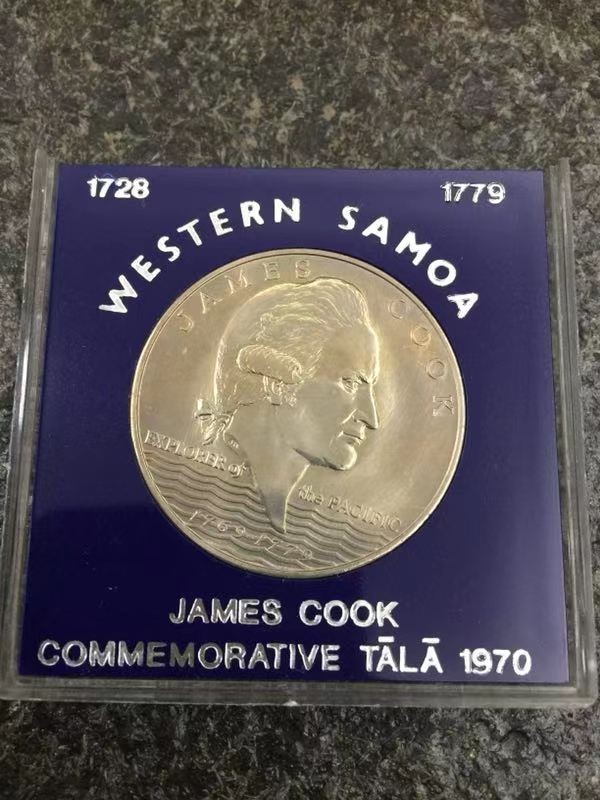 1728
1779
WESTERN SAMOA
JAMES COOK
EXPLORER of the PACIFIC
1769-1779
JAMES COOK
COMMEMORATIVE TĀLĀ 1970